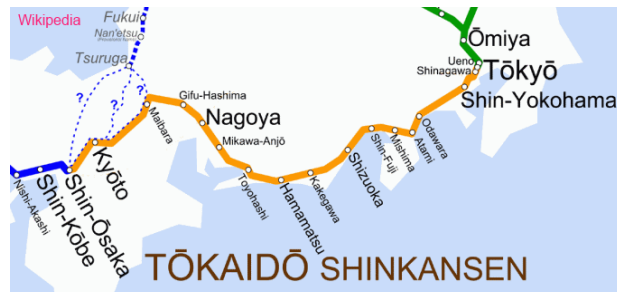 Wikipedia
Fukui
Nan'etsu
Tsuruga
?
?
?
Ōmiya
Ueno
Shinagawa
Tōkyō
Shin-Yokohama
Odawara
Atami
Mishima
Shin-Fuji
Shizuoka
Kakegawa
Hamamatsu
Toyohashi
Mikawa-Anjō
Nagoya
Gifu-Hashima
Maibara
Kyōto
Shin-Ōsaka
Shin-Kōbe
Nishi-Akashi
TŌKAIDŌ SHINKANSEN